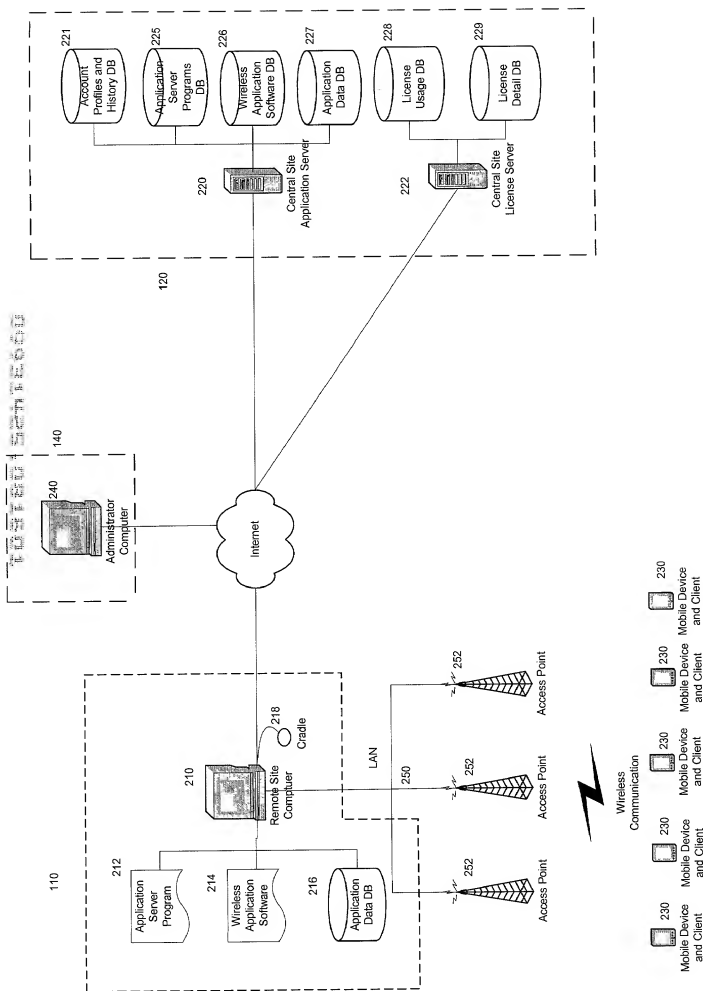 221
Account
Profiles and
History DB
225
Application
Server
Programs
DB
226
Wireless
Application
Software DB
227
Application
Data DB
228
License
Usage DB
229
License
Detail DB
220
Central Site
Application Server
222
Central Site
License Server
120
140
240
Administrator
Computer
Internet
110
210
218
Cradle
Remote Site
Comptuer
212
Application
Server
Program
214
Wireless
Application
Software
216
Application
Data DB
LAN
250
252
Access Point
252
Access Point
252
Access Point
Wireless
Communication
230
Mobile Device
and Client
230
Mobile Device
and Client
230
Mobile Device
and Client
230
Mobile Device
and Client
230
Mobile Device
and Client